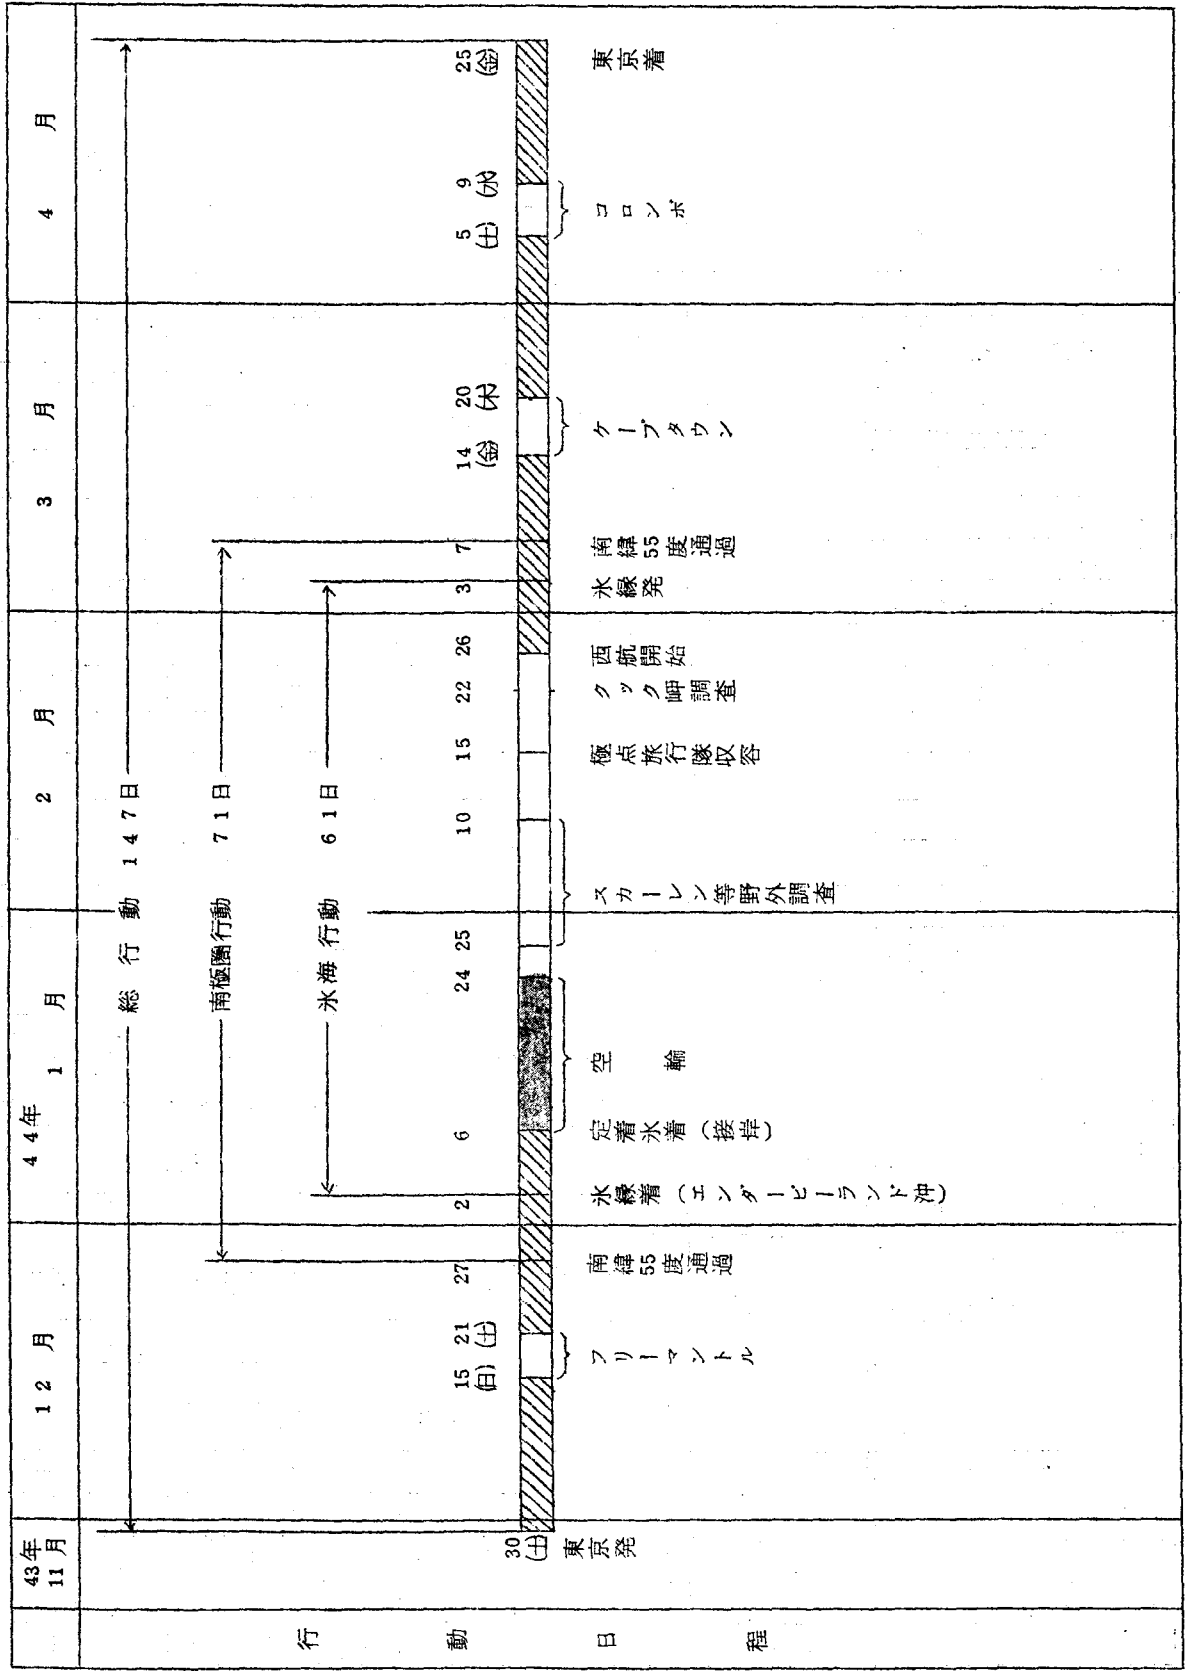 行動日程
43年
11月
12月
44年
1月
2月
3月
4月
総行動 147日
南極圏行動 71日
氷海行動 61日
30
(土)
東京発
15
(日)
21
(土)
フリーマントル
27
南緯55度通過
2
氷縁着(エンダービーランド沖)
6
定着氷着(接岸)
空輸
24
25
スカーレン等野外調査
10
15
極点旅行隊収容
22
クック岬調査
26
西航開始
3
氷縁発
7
南緯55度通過
14
(金)
20
(木)
ケープタウン
5
(土)
9
(水)
コロンボ
25
(金)
東京着